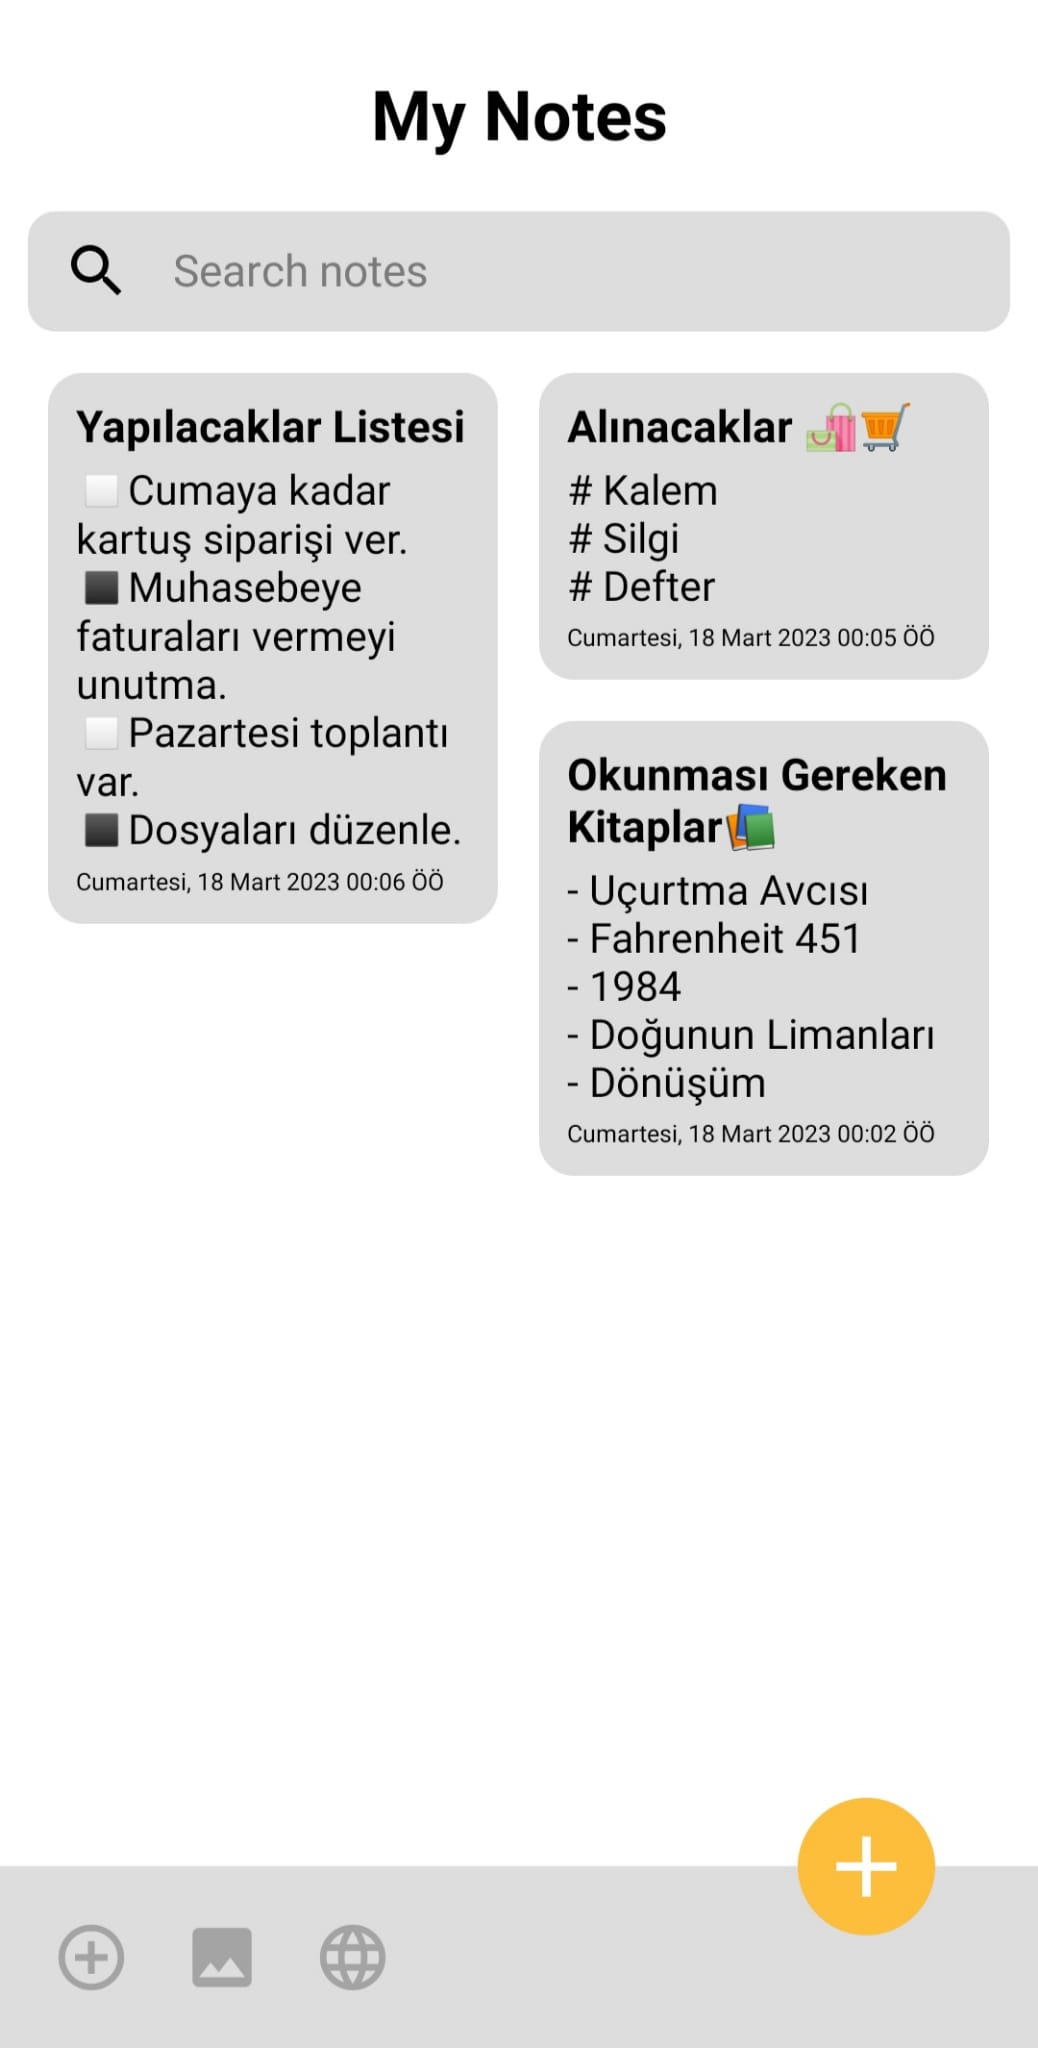 My Notes
Search notes
Yapılacaklar Listesi
⬜ Cumaya kadar
kartuş siparişi ver.
⬛ Muhasebeye
faturaları vermeyi
unutma.
⬜ Pazartesi toplantı
var.
⬛ Dosyaları düzenle.
Cumartesi, 18 Mart 2023 00:06 ÖÖ
Alınacaklar 🛍️🛒
# Kalem
# Silgi
# Defter
Cumartesi, 18 Mart 2023 00:05 ÖÖ
Okunması Gereken
Kitaplar📚
- Uçurtma Avcısı
- Fahrenheit 451
- 1984
- Doğunun Limanları
- Dönüşüm
Cumartesi, 18 Mart 2023 00:02 ÖÖ